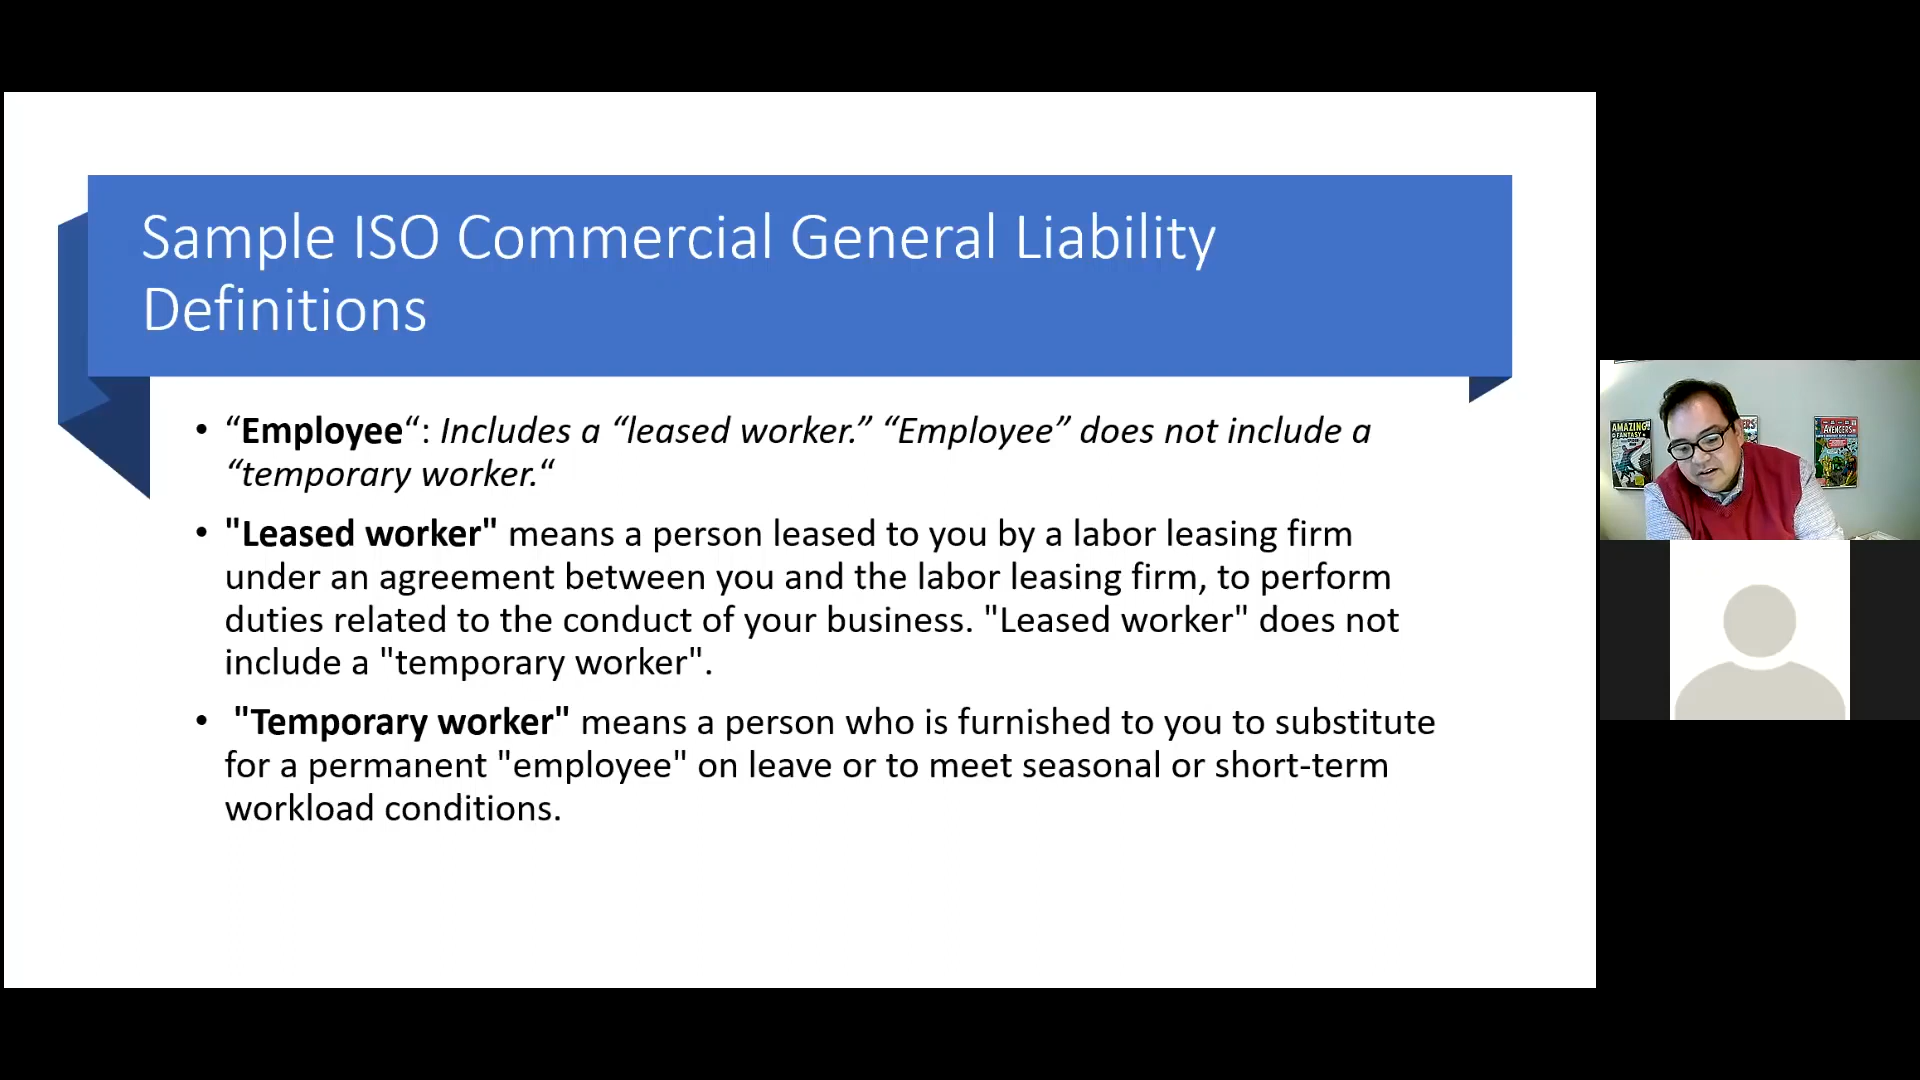 Sample ISO Commercial General Liability
Definitions
• “Employee“: Includes a “leased worker.” “Employee” does not include a
“temporary worker.“
• "Leased worker" means a person leased to you by a labor leasing firm
under an agreement between you and the labor leasing firm, to perform
duties related to the conduct of your business. "Leased worker" does not
include a "temporary worker".
• "Temporary worker" means a person who is furnished to you to substitute
for a permanent "employee" on leave or to meet seasonal or short-term
workload conditions.
AMAZING
FANTASY
AVENGERS